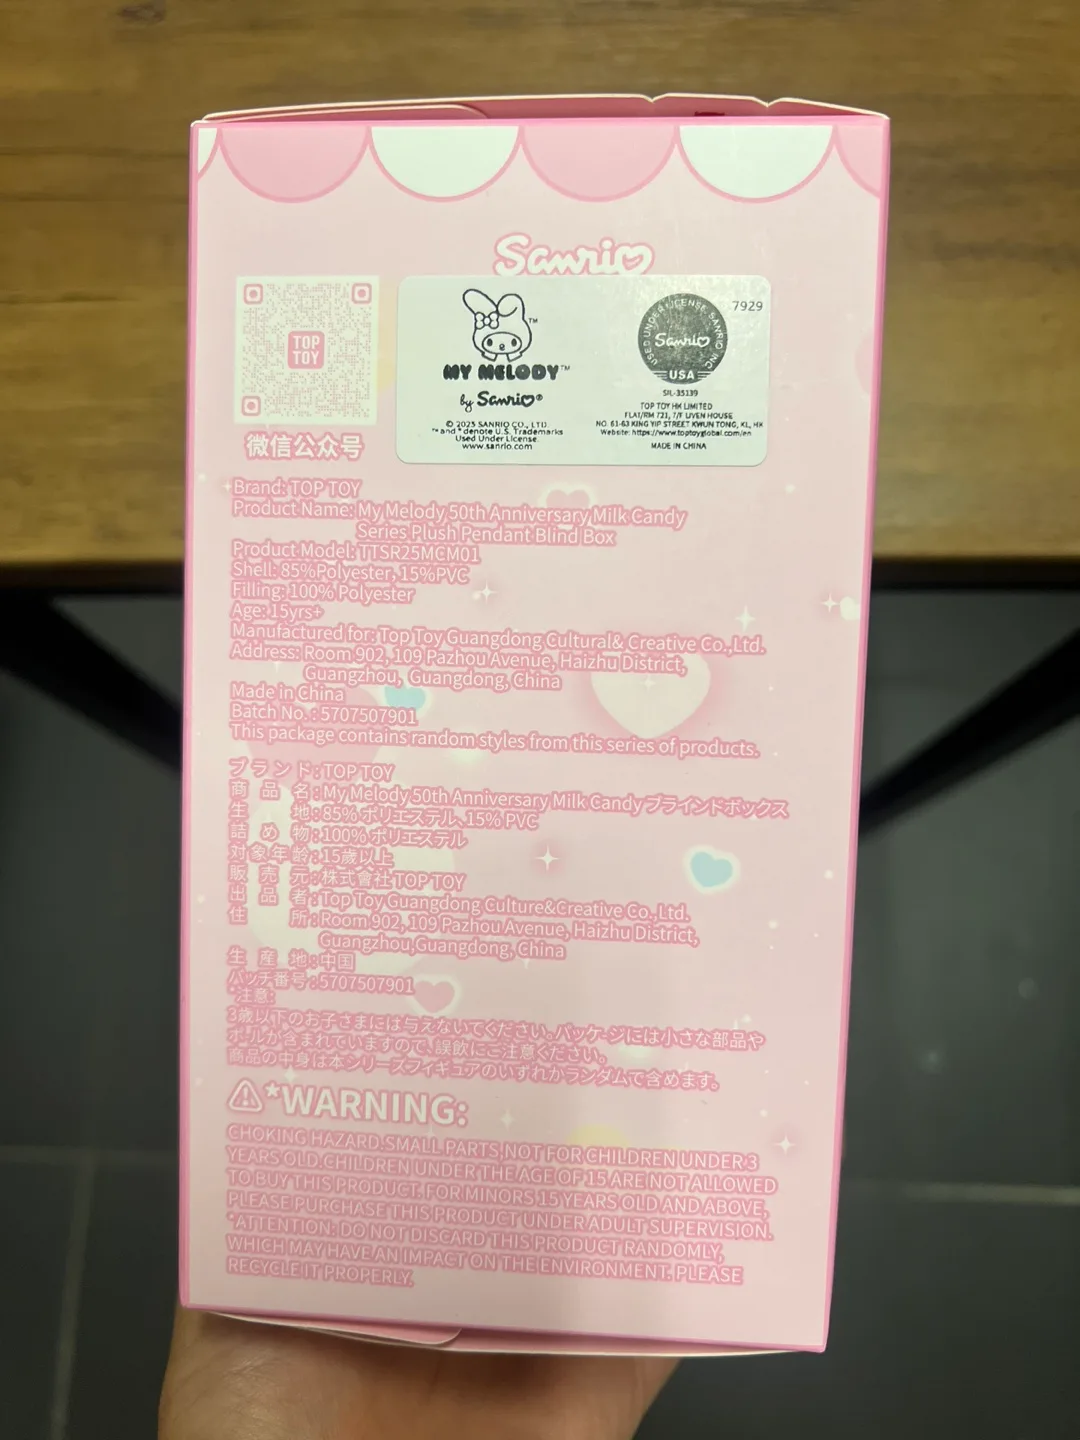 Sanrio
TOP
TOY
微信公众号
MY MELODY™
by Sanrio®
© 2025 SANRIO CO., LTD.
™ and ® denote U.S. Trademarks
Used Under License.
www.sanrio.com
7929
USED UNDER LICENSE SANRIO INC.
Sanrio
USA
SIL-35139
TOP TOY HK LIMITED
FLAT/RM 721, 7/F LIVEN HOUSE
NO. 61-63 KING YIP STREET KWUN TONG, KL, HK
Website: https://www.toptoyglobal.com/en
MADE IN CHINA
Brand: TOP TOY
Product Name: My Melody 50th Anniversary Milk Candy
Series Plush Pendant Blind Box
Product Model: TTSR25MCM01
Shell: 85%Polyester, 15%PVC
Filling: 100% Polyester
Age: 15yrs+
Manufactured for: Top Toy Guangdong Cultural& Creative Co.,Ltd.
Address: Room 902, 109 Pazhou Avenue, Haizhu District,
Guangzhou, Guangdong, China
Made in China
Batch No. : 5707507901
This package contains random styles from this series of products.
ブランド: TOP TOY
商品名: My Melody 50th Anniversary Milk Candy ブラインドボックス
生地: 85% ポリエステル、15% PVC
詰め物: 100% ポリエステル
対象年齢: 15歳以上
販売元: 株式會社 TOP TOY
出品者: Top Toy Guangdong Culture&Creative Co.,Ltd.
住所: Room 902, 109 Pazhou Avenue, Haizhu District,
Guangzhou,Guangdong, China
生産地: 中国
バッチ番号: 5707507901
*注意:
3歳以下のお子さまには与えないてください。パッケージには小さな部品や
ボールが含まれていますので、誤飲にご注意ください。
商品の中身は本シリーズフィギュアのいずれかランダムで含めます。
*WARNING:
CHOKING HAZARD.SMALL PARTS,NOT FOR CHILDREN UNDER 3
YEARS OLD.CHILDREN UNDER THE AGE OF 15 ARE NOT ALLOWED
TO BUY THIS PRODUCT. FOR MINORS 15 YEARS OLD AND ABOVE,
PLEASE PURCHASE THIS PRODUCT UNDER ADULT SUPERVISION.
*ATTENTION: DO NOT DISCARD THIS PRODUCT RANDOMLY,
WHICH MAY HAVE AN IMPACT ON THE ENVIRONMENT. PLEASE
RECYCLE IT PROPERLY.